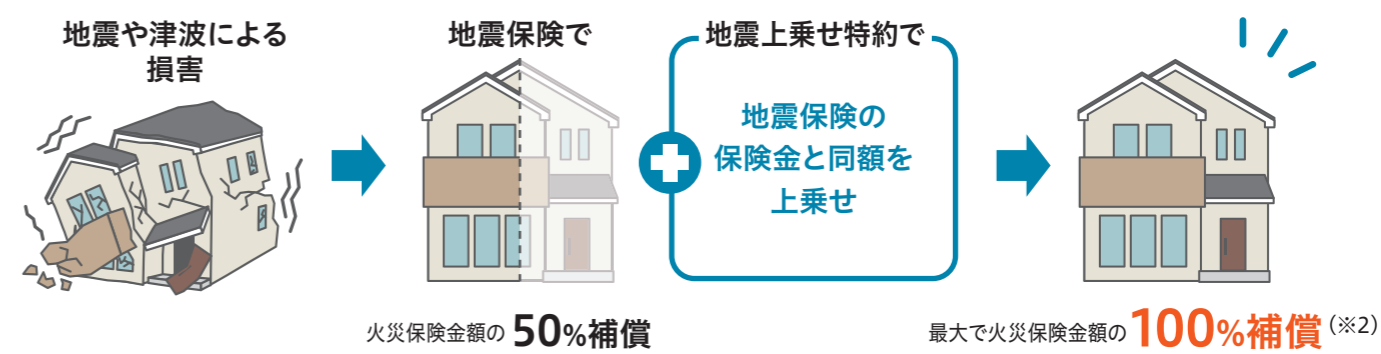 地震や津波による
損害
地震保険で
地震上乗せ特約で
地震保険の
保険金と同額を
上乗せ
火災保険金額の50%補償
最大で火災保険金額の100%補償(※2)